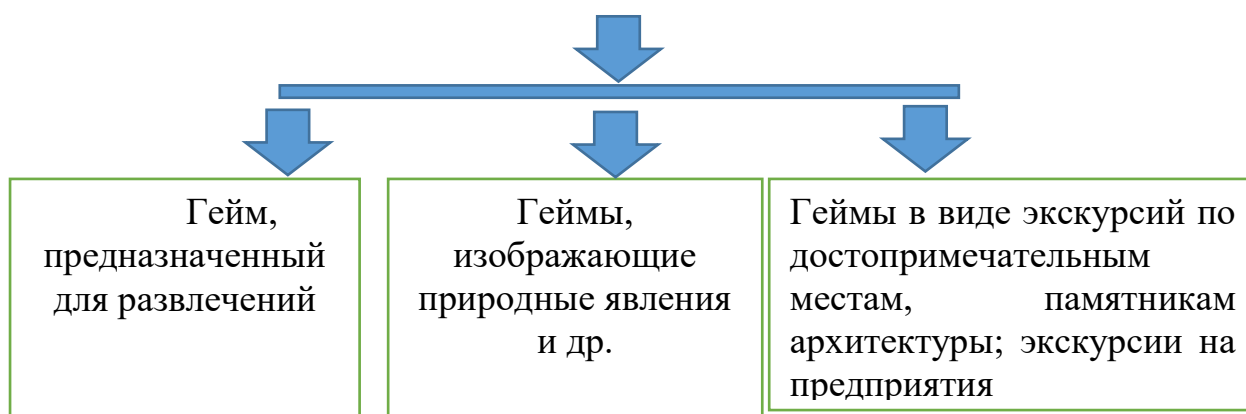 Гейм,
предназначенный
для развлечений
Геймы,
изображающие
природные явления
и др.
Геймы в виде экскурсий по
достопримечательным
местам, памятникам
архитектуры; экскурсии на
предприятия